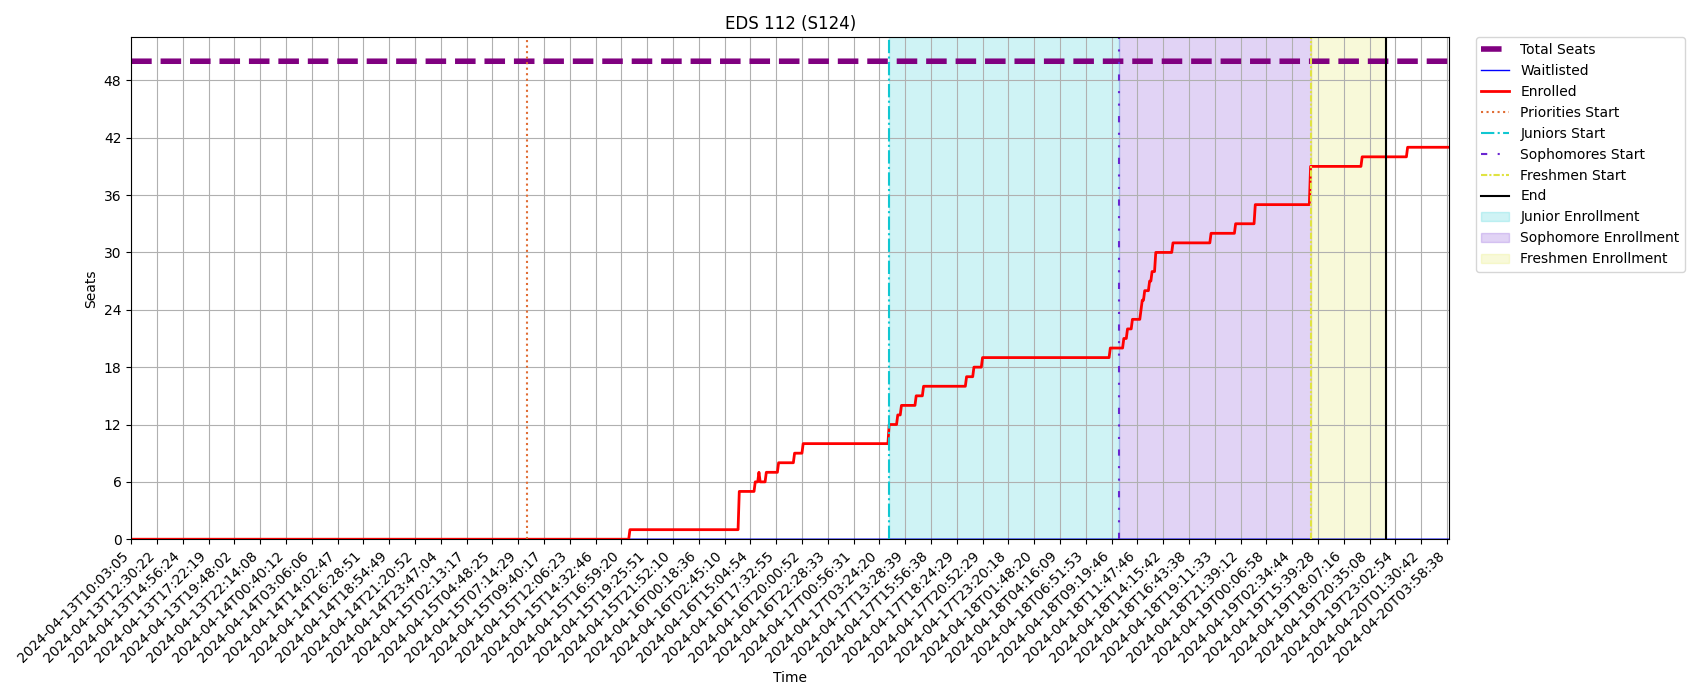 EDS 112 (S124)
Total Seats
Waitlisted
Enrolled
Priorities Start
Juniors Start
Sophomores Start
Freshmen Start
End
Junior Enrollment
Sophomore Enrollment
Freshmen Enrollment
Seats
48
42
36
30
24
18
12
6
0
2024-04-13T10:03:05
2024-04-13T12:30:22
2024-04-13T14:56:24
2024-04-13T17:22:19
2024-04-13T19:48:02
2024-04-13T22:14:08
2024-04-14T00:40:12
2024-04-14T03:06:06
2024-04-14T14:02:47
2024-04-14T16:28:51
2024-04-14T18:54:49
2024-04-14T21:20:52
2024-04-14T23:47:04
2024-04-15T02:13:17
2024-04-15T04:48:25
2024-04-15T07:14:29
2024-04-15T09:40:17
2024-04-15T12:06:23
2024-04-15T14:32:46
2024-04-15T16:59:20
2024-04-15T19:25:51
2024-04-15T21:52:10
2024-04-16T00:18:36
2024-04-16T02:45:10
2024-04-16T15:04:54
2024-04-16T17:32:55
2024-04-16T20:00:52
2024-04-16T22:28:33
2024-04-17T00:56:31
2024-04-17T03:24:20
2024-04-17T13:28:39
2024-04-17T15:56:38
2024-04-17T18:24:29
2024-04-17T20:52:29
2024-04-17T23:20:18
2024-04-18T01:48:20
2024-04-18T04:16:09
2024-04-18T06:51:53
2024-04-18T09:19:46
2024-04-18T11:47:46
2024-04-18T14:15:42
2024-04-18T16:43:38
2024-04-18T19:11:33
2024-04-18T21:39:12
2024-04-19T00:06:58
2024-04-19T02:34:44
2024-04-19T15:39:28
2024-04-19T18:07:16
2024-04-19T20:35:08
2024-04-19T23:02:54
2024-04-20T01:30:42
2024-04-20T03:58:38
Time